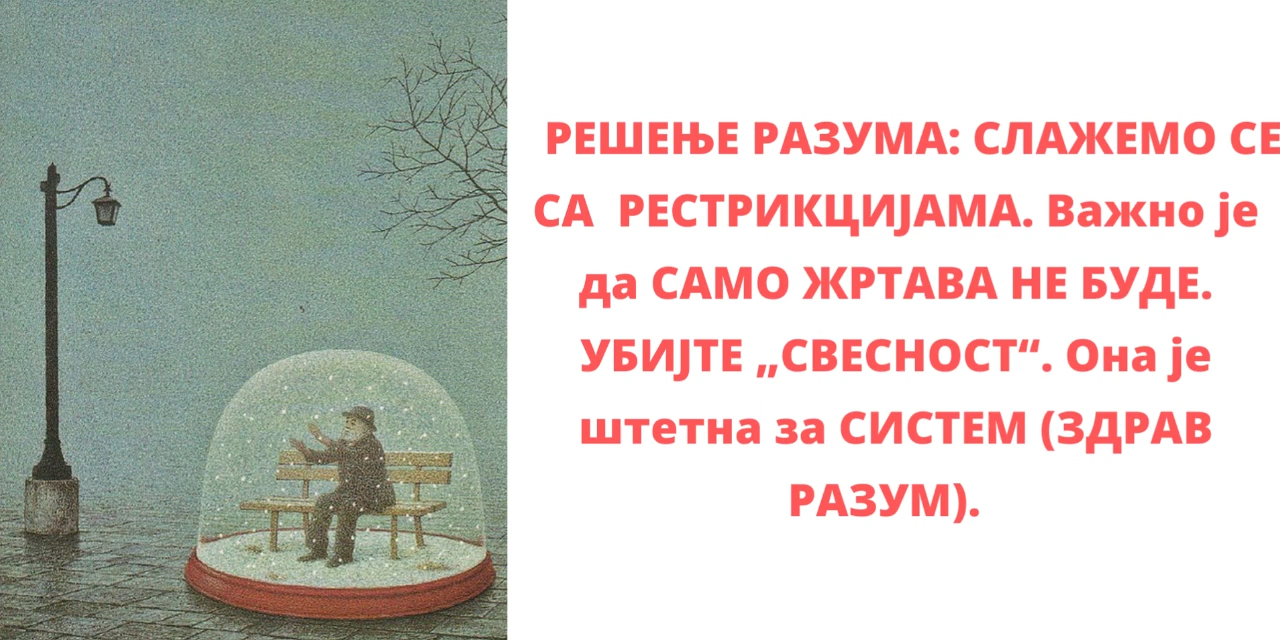 РЕШЕЊЕ РАЗУМА: СЛАЖЕМО СЕ
СА РЕСТРИКЦИЈАМА. Важно је
да САМО ЖРТАВА НЕ БУДЕ.
УБИЈТЕ „СВЕСНОСТ“. Она је
штетна за СИСТЕМ (ЗДРАВ
РАЗУМ).